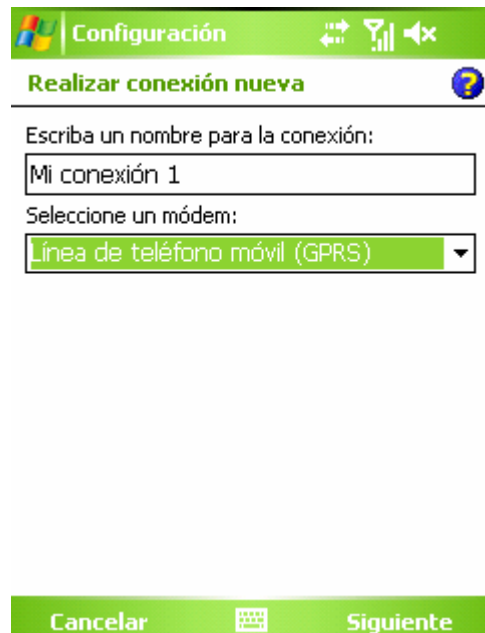 Configuración
Realizar conexión nueva
Escriba un nombre para la conexión:
Mi conexión 1
Seleccione un módem:
Línea de teléfono móvil (GPRS)
Cancelar Siguiente